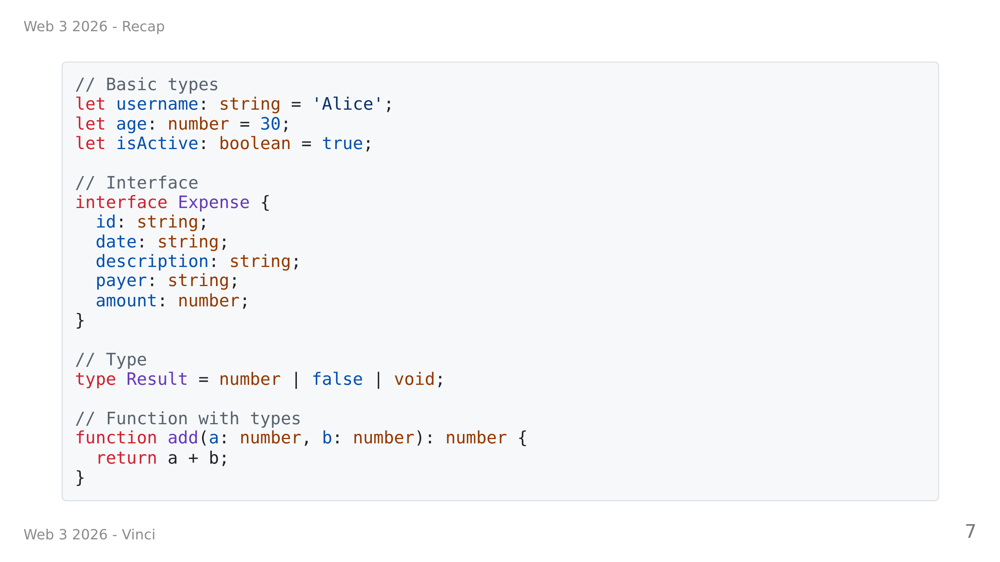 Web 3 2026 - Recap
// Basic types
let username: string = 'Alice';
let age: number = 30;
let isActive: boolean = true;

// Interface
interface Expense {
  id: string;
  date: string;
  description: string;
  payer: string;
  amount: number;
}

// Type
type Result = number | false | void;

// Function with types
function add(a: number, b: number): number {
  return a + b;
}
Web 3 2026 - Vinci
7